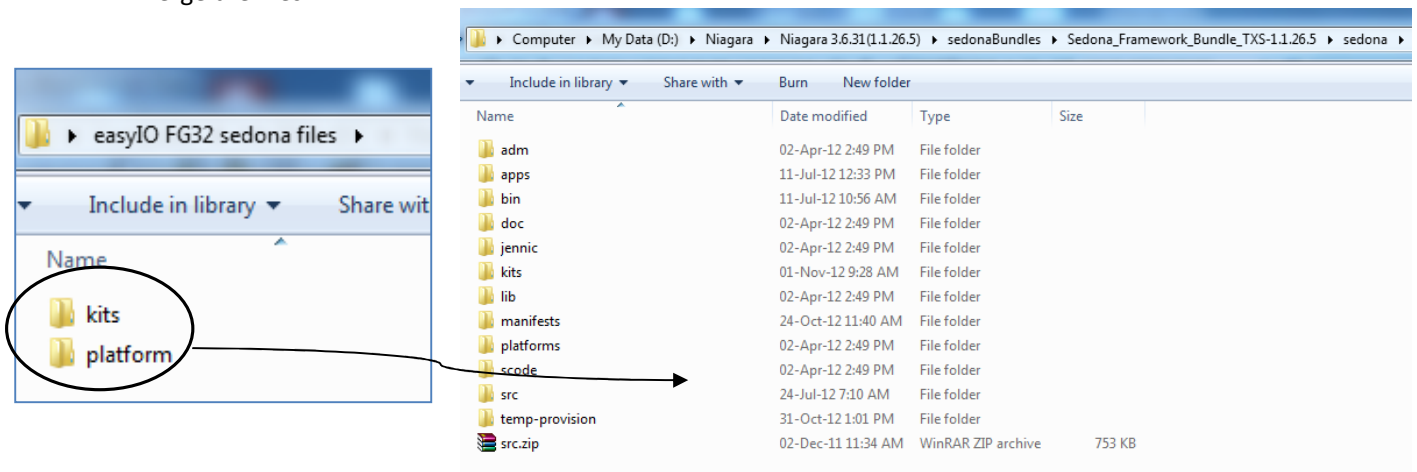 Computer ▸ My Data (D:) ▸ Niagara ▸ Niagara 3.6.31(1.1.26.5) ▸ sedonaBundles ▸ Sedona_Framework_Bundle_TXS-1.1.26.5 ▸ sedona ▸
Include in library ▾ Share with ▾ Burn New folder
Name Date modified Type Size
adm 02-Apr-12 2:49 PM File folder
apps 11-Jul-12 12:33 PM File folder
bin 11-Jul-12 10:56 AM File folder
doc 02-Apr-12 2:49 PM File folder
jennic 02-Apr-12 2:49 PM File folder
kits 01-Nov-12 9:28 AM File folder
lib 02-Apr-12 2:49 PM File folder
manifests 24-Oct-12 11:40 AM File folder
platforms 02-Apr-12 2:49 PM File folder
scode 02-Apr-12 2:49 PM File folder
src 24-Jul-12 7:10 AM File folder
temp-provision 31-Oct-12 1:01 PM File folder
src.zip 02-Dec-11 11:34 AM WinRAR ZIP archive 753 KB
easyIO FG32 sedona files ▸
Include in library ▾ Share wit
Name
kits
platform